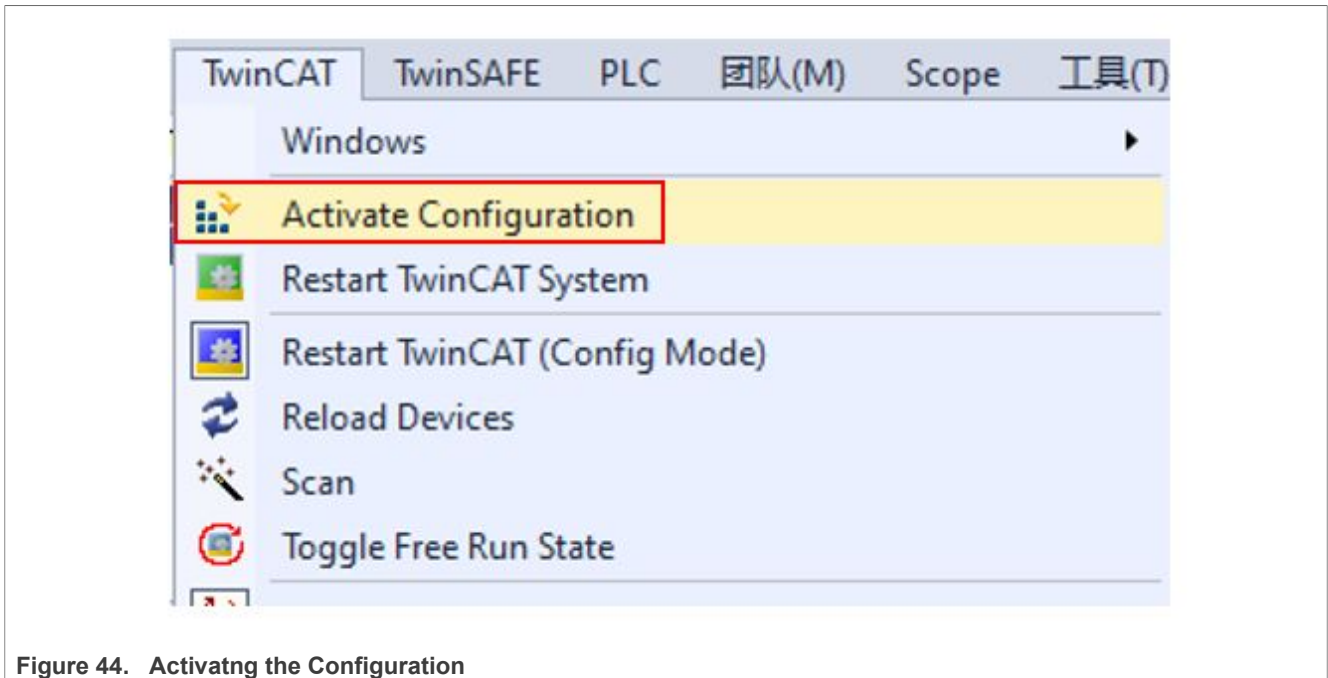 TwinCAT TwinSAFE PLC 团队(M) Scope 工具(T)
Windows
Activate Configuration
Restart TwinCAT System
Restart TwinCAT (Config Mode)
Reload Devices
Scan
Toggle Free Run State
Figure 44. Activatng the Configuration